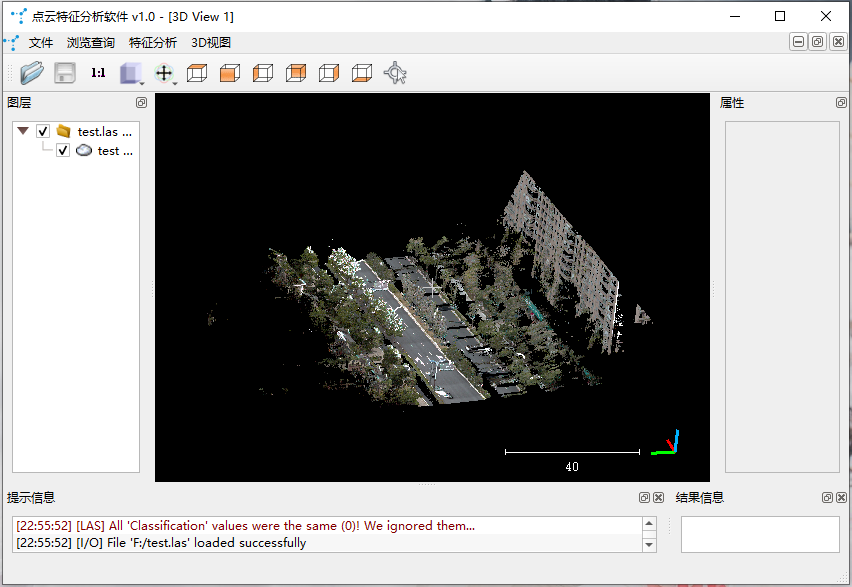 点云特征分析软件 v1.0 - [3D View 1]
文件 浏览查询 特征分析 3D视图
1:1
图层
属性
test.las ...
test ...
40
提示信息
结果信息
[22:55:52] [LAS] All 'Classification' values were the same (0)! We ignored them...
[22:55:52] [I/O] File 'F:/test.las' loaded successfully